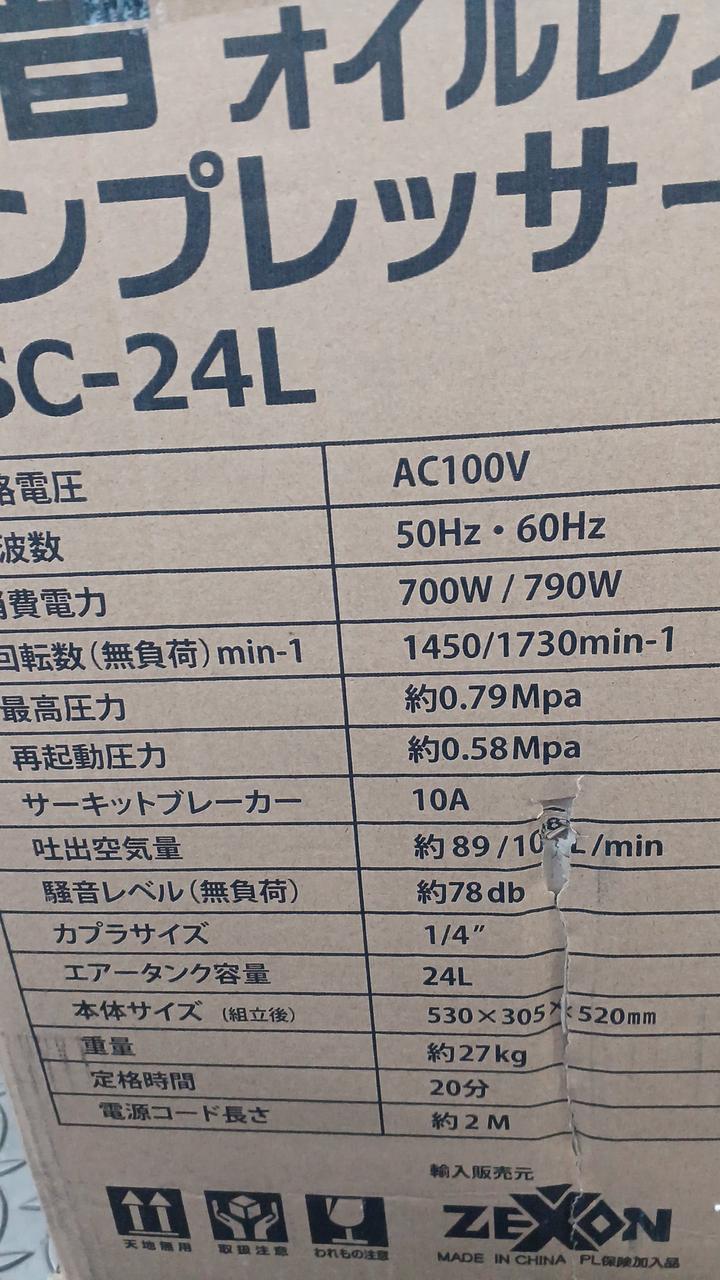 音 オイルレス
ンプレッサー
SC-24L
格電圧 AC100V
波数 50Hz・60Hz
消費電力 700W / 790W
回転数(無負荷)min-1 1450/1730min-1
最高圧力 約0.79Mpa
再起動圧力 約0.58Mpa
サーキットブレーカー 10A
吐出空気量 約 89 /10 L/min
騒音レベル(無負荷) 約78db
カプラサイズ 1/4″
エアータンク容量 24L
本体サイズ (組立後) 530×305×520mm
重量 約27kg
定格時間 20分
電源コード長さ 約2M
輸入販売元
天地無用 取扱注意 われもの注意 ZEXON
MADE IN CHINA PL保険加入品